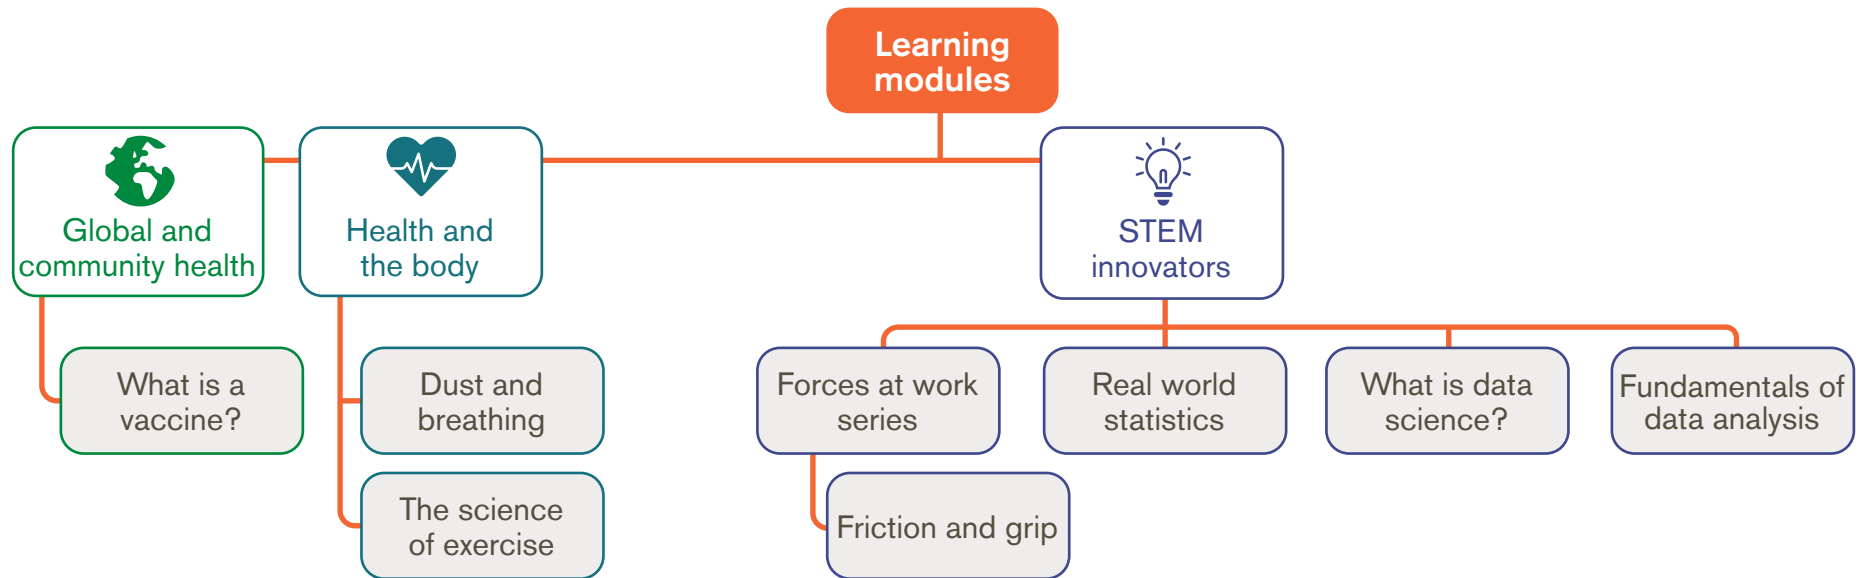 Learning
modules
Global and
community health
Health and
the body
STEM
innovators
What is a
vaccine?
Dust and
breathing
Forces at work
series
Real world
statistics
What is data
science?
Fundamentals of
data analysis
The science
of exercise
Friction and grip